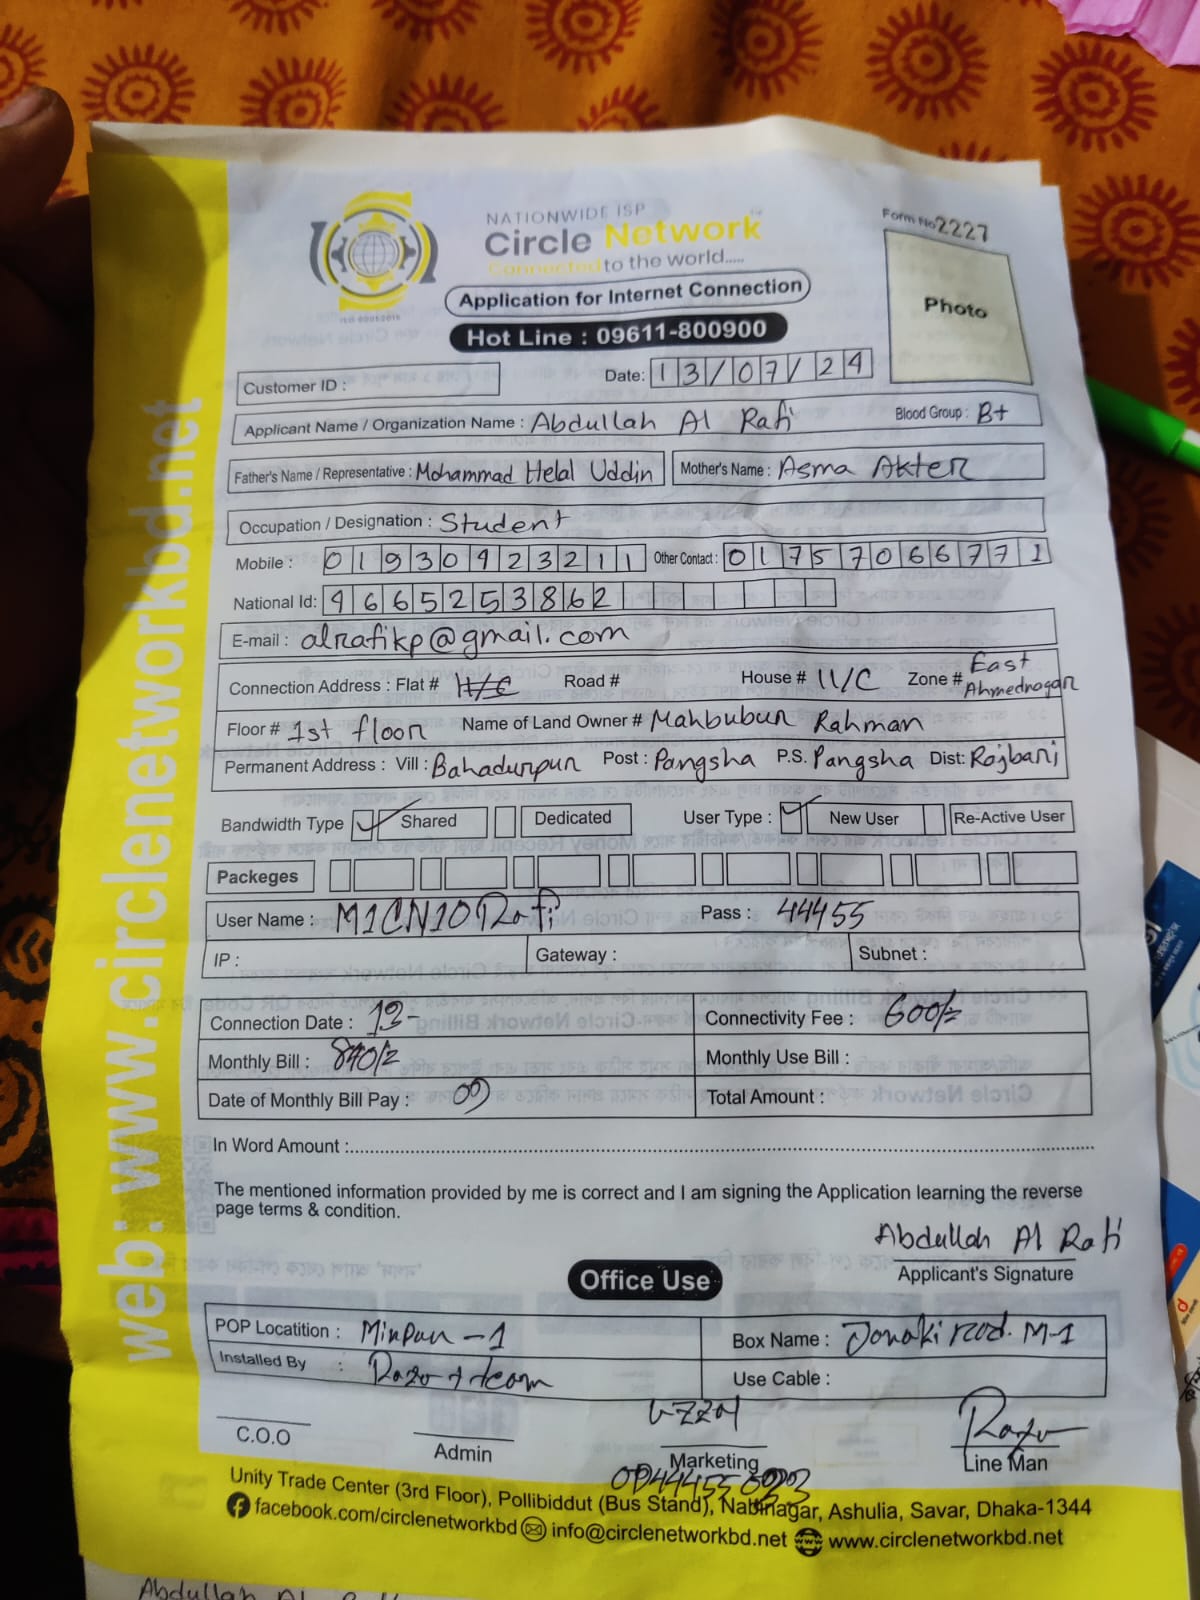 NATIONWIDE ISP
Circle Network
Connected to the world.....
Form No 2227
Application for Internet Connection
Photo
Hot Line : 09611-800900
Customer ID :
Date: 13/07/24
Applicant Name / Organization Name : Abdullah Al Rafi Blood Group : B+
Father's Name / Representative : Mohammad Helal Uddin Mother's Name : Asma Akter
Occupation / Designation : Student
Mobile : 01930923211 Other Contact : 01757066771
National Id: 9665253862
E-mail : alrafikp@gmail.com
Connection Address : Flat # Road # House # 11/C Zone # East Ahmednagar
Floor # 1st floor Name of Land Owner # Mahbubur Rahman
Permanent Address : Vill : Bahadurpur Post : Pangsha P.S. Pangsha Dist: Rajbari
Bandwidth Type Shared Dedicated User Type : New User Re-Active User
Packeges
User Name : M1CN10Rafi Pass : 44455
IP : Gateway : Subnet :
Connection Date : 13- Connectivity Fee : 600/=
Monthly Bill : 840/= Monthly Use Bill :
Date of Monthly Bill Pay : Total Amount :
In Word Amount :
The mentioned information provided by me is correct and I am signing the Application learning the reverse
page terms & condition.
Abdullah Al Rafi
Applicant's Signature
Office Use
POP Locatition : Mirpur-1 Box Name : Jonaki rod. M-1
Installed By : Razo + team Use Cable :
Uzzal
C.O.O Admin Marketing Line Man
Unity Trade Center (3rd Floor), Pollibiddut (Bus Stand), Nabinagar, Ashulia, Savar, Dhaka-1344
facebook.com/circlenetworkbd info@circlenetworkbd.net www.circlenetworkbd.net
web: www.circlenetworkbd.net
Abdullah Al